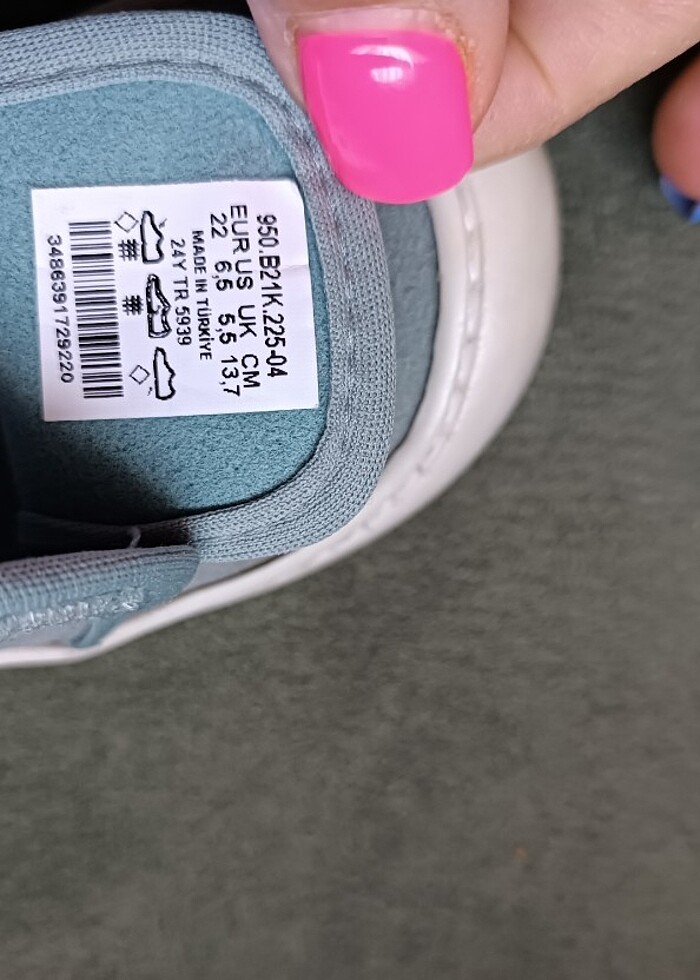 950.B21K.225-04
EUR US UK CM
22 6,5 5,5 13,7
MADE IN TÜRKİYE
24Y TR 5939
3486391729220